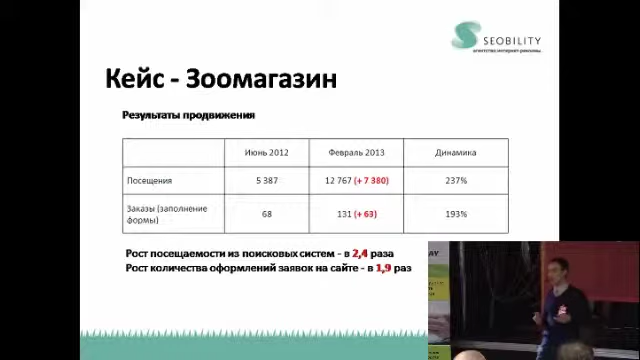 SEOBILITY
агентство интернет-рекламы
Кейс - Зоомагазин
Результаты продвижения
Июнь 2012 Февраль 2013 Динамика
Посещения 5 387 12 767 (+ 7 380) 237%
Заказы (заполнение
формы) 68 131 (+ 63) 193%
Рост посещаемости из поисковых систем - в 2,4 раза
Рост количества оформлений заявок на сайте - в 1,9 раз